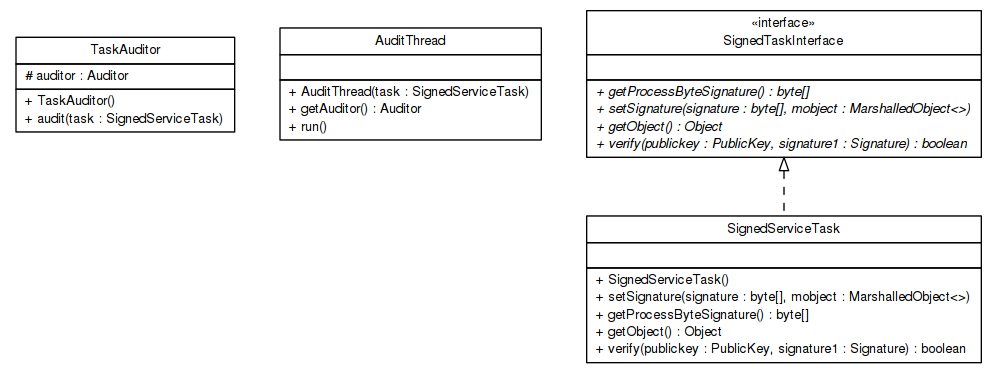 TaskAuditor
# auditor : Auditor
+ TaskAuditor()
+ audit(task : SignedServiceTask)
AuditThread
+ AuditThread(task : SignedServiceTask)
+ getAuditor() : Auditor
+ run()
«interface»
SignedTaskInterface
+ getProcessByteSignature() : byte[]
+ setSignature(signature : byte[], mobject : MarshalledObject<>)
+ getObject() : Object
+ verify(publickey : PublicKey, signature1 : Signature) : boolean
SignedServiceTask
+ SignedServiceTask()
+ setSignature(signature : byte[], mobject : MarshalledObject<>)
+ getProcessByteSignature() : byte[]
+ getObject() : Object
+ verify(publickey : PublicKey, signature1 : Signature) : boolean